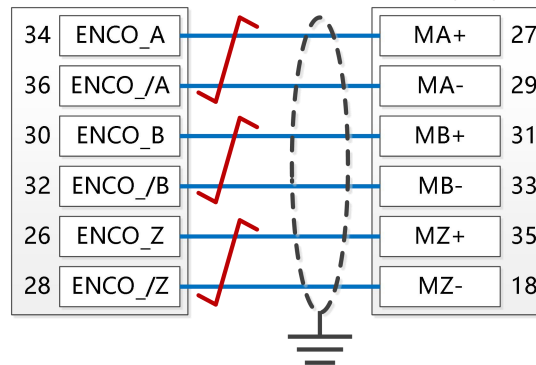 34 ENCO_A MA+ 27
36 ENCO_/A MA- 29
30 ENCO_B MB+ 31
32 ENCO_/B MB- 33
26 ENCO_Z MZ+ 35
28 ENCO_/Z MZ- 18